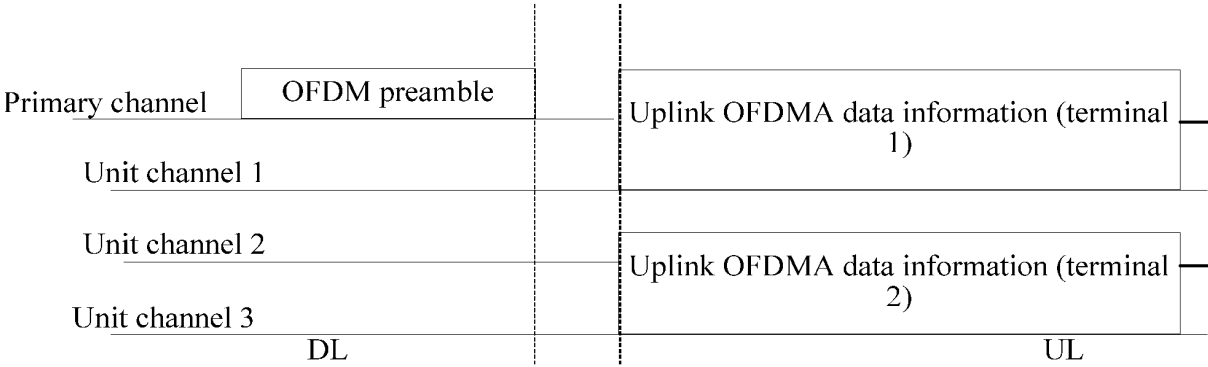 OFDM preamble
Primary channel
Uplink OFDMA data information (terminal
1)
Unit channel 1
Unit channel 2
Uplink OFDMA data information (terminal
2)
Unit channel 3
DL
UL